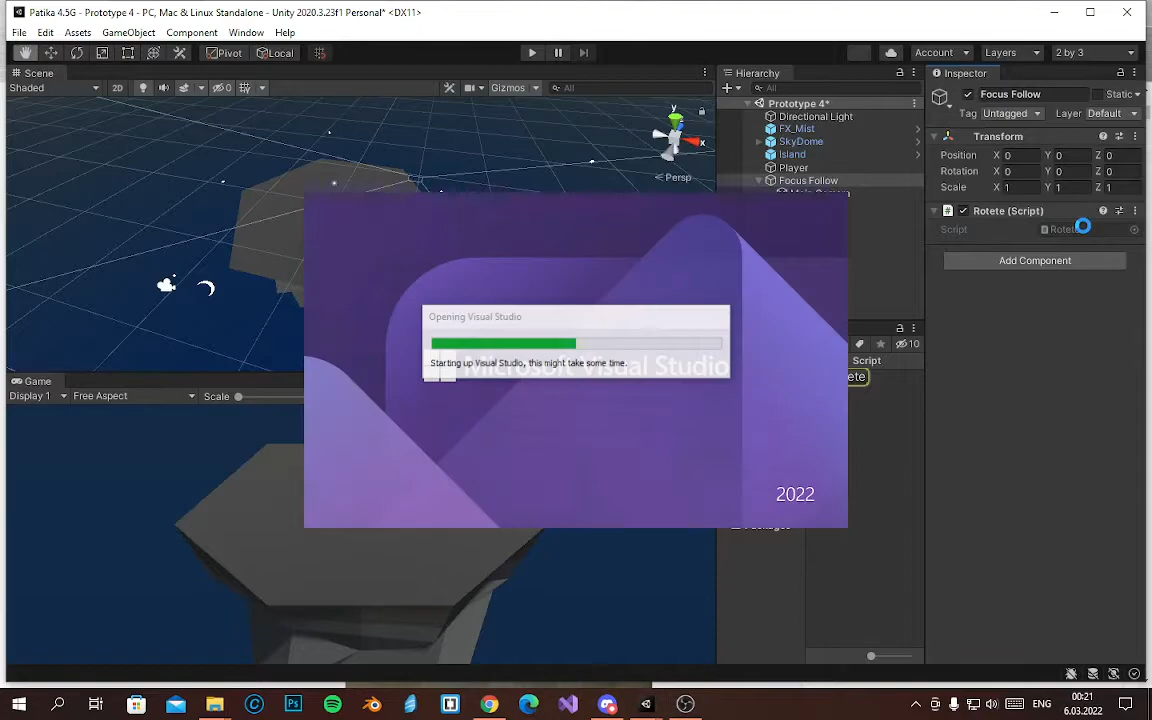 Patika 4.5G - Prototype 4 - PC, Mac & Linux Standalone - Unity 2020.3.23f1 Personal* <DX11>
File Edit Assets GameObject Component Window Help
Pivot Local Account Layers 2 by 3
Scene
Shaded 2D 0 Gizmos All
y
x
Persp
Hierarchy
All
Prototype 4*
Directional Light
FX_Mist
SkyDome
Island
Player
Focus Follow
Inspector
Focus Follow Static
Tag Untagged Layer Default
Transform
Position X 0 Y 0 Z 0
Rotation X 0 Y 0 Z 0
Scale X 1 Y 1 Z 1
# Rotete (Script)
Script Rotete
Add Component
10
Script
ete
Opening Visual Studio
Microsoft Visual Studio
Starting up Visual Studio, this might take some time.
2022
Game
Display 1 Free Aspect Scale
Ps
ENG
00:21
6.03.2022